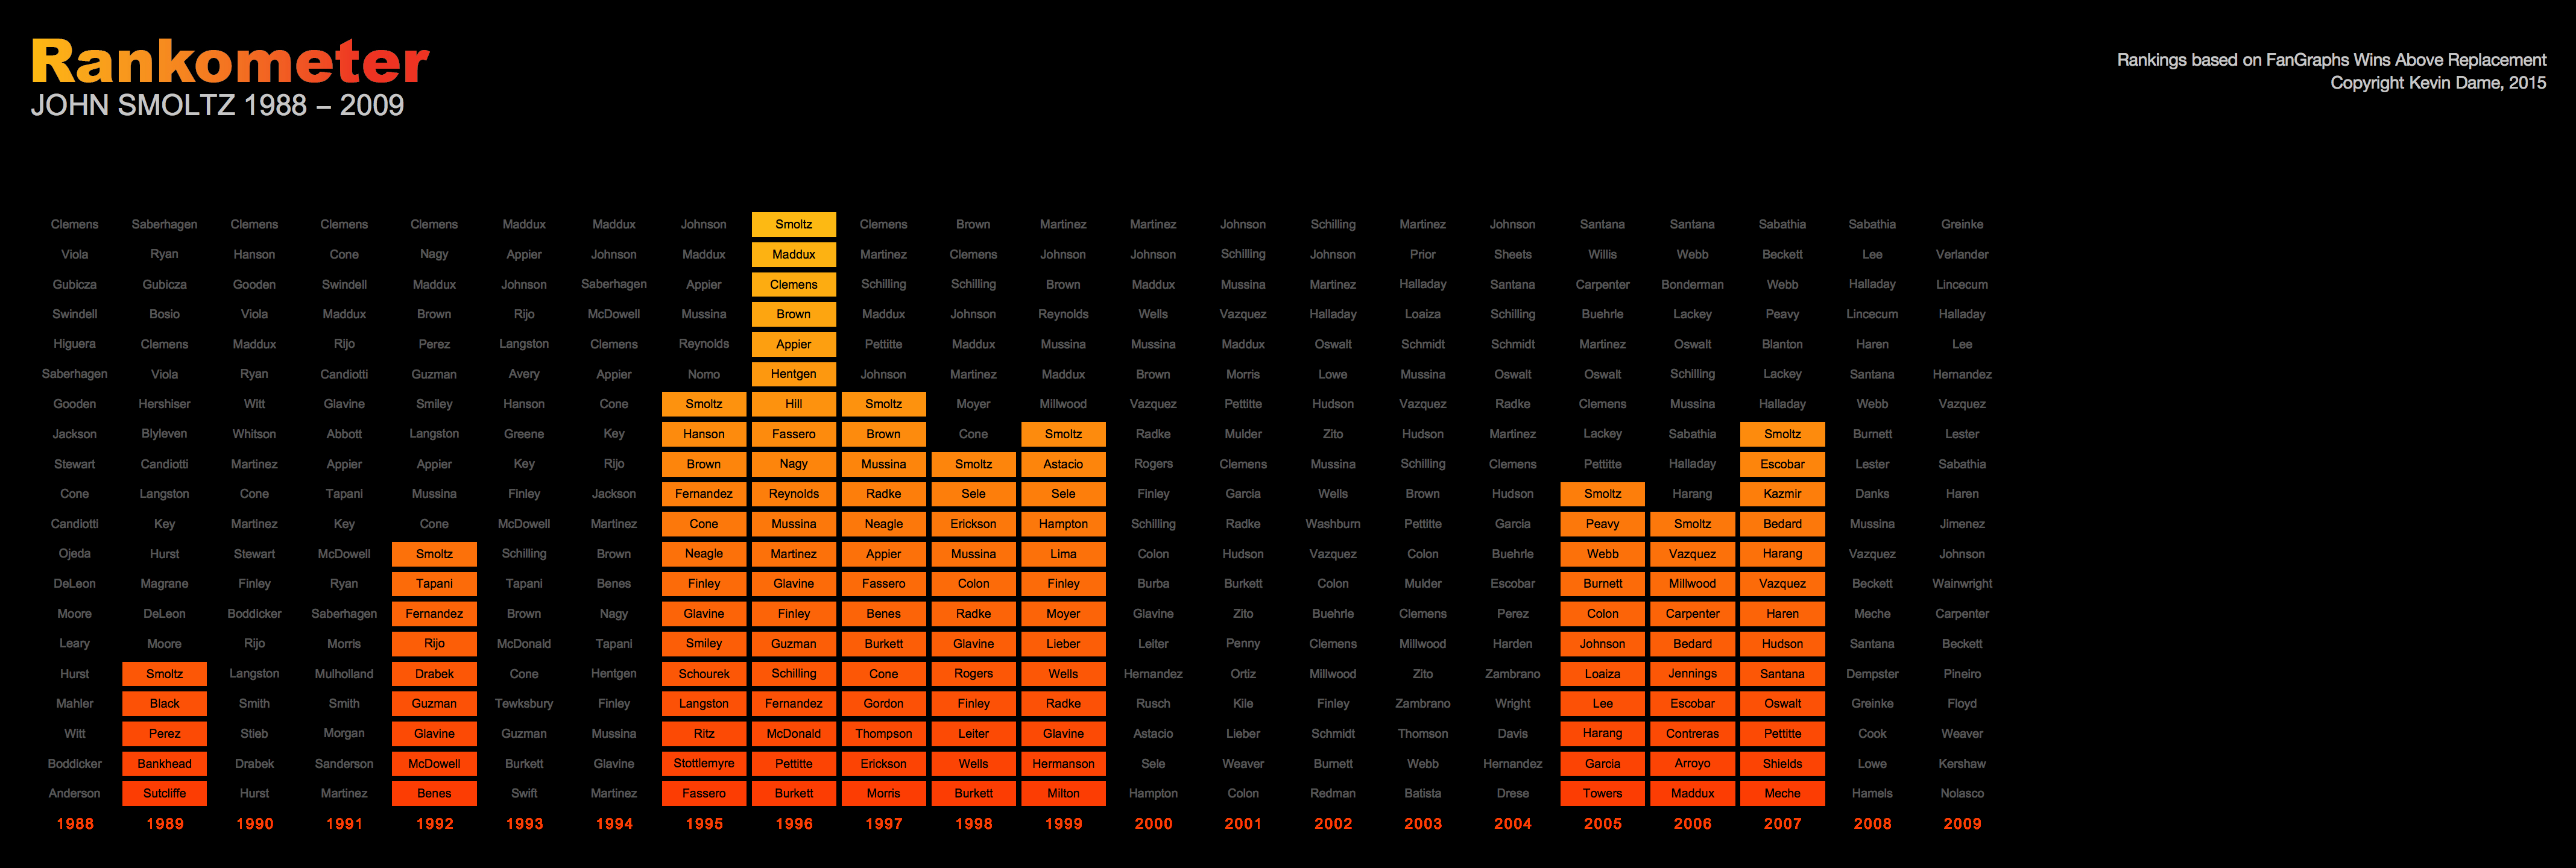 Rankometer
JOHN SMOLTZ 1988 – 2009
Rankings based on FanGraphs Wins Above Replacement
Copyright Kevin Dame, 2015
Clemens Saberhagen Clemens Clemens Clemens Maddux Maddux Johnson Smoltz Clemens Brown Martinez Martinez Johnson Schilling Martinez Johnson Santana Santana Sabathia Sabathia Greinke
Viola Ryan Hanson Cone Nagy Appier Johnson Maddux Maddux Martinez Clemens Johnson Johnson Schilling Johnson Prior Sheets Willis Webb Beckett Lee Verlander
Gubicza Gubicza Gooden Swindell Maddux Johnson Saberhagen Appier Clemens Schilling Schilling Brown Maddux Mussina Martinez Halladay Santana Carpenter Bonderman Webb Halladay Lincecum
Swindell Bosio Viola Maddux Brown Rijo McDowell Mussina Brown Maddux Johnson Reynolds Wells Vazquez Halladay Loaiza Schilling Buehrle Lackey Peavy Lincecum Halladay
Higuera Clemens Maddux Rijo Perez Langston Clemens Reynolds Appier Pettitte Maddux Mussina Mussina Maddux Oswalt Schmidt Schmidt Martinez Oswalt Blanton Haren Lee
Saberhagen Viola Ryan Candiotti Guzman Avery Appier Nomo Hentgen Johnson Martinez Maddux Brown Morris Lowe Mussina Oswalt Oswalt Schilling Lackey Santana Hernandez
Gooden Hershiser Witt Glavine Smiley Hanson Cone Smoltz Hill Smoltz Moyer Millwood Vazquez Pettitte Hudson Vazquez Radke Clemens Mussina Halladay Webb Vazquez
Jackson Blyleven Whitson Abbott Langston Greene Key Hanson Fassero Brown Cone Smoltz Radke Mulder Zito Hudson Martinez Lackey Sabathia Smoltz Burnett Lester
Stewart Candiotti Martinez Appier Appier Key Rijo Brown Nagy Mussina Smoltz Astacio Rogers Clemens Mussina Schilling Clemens Pettitte Halladay Escobar Lester Sabathia
Cone Langston Cone Tapani Mussina Finley Jackson Fernandez Reynolds Radke Sele Sele Finley Garcia Wells Brown Hudson Smoltz Harang Kazmir Danks Haren
Candiotti Key Martinez Key Cone McDowell Martinez Cone Mussina Neagle Erickson Hampton Schilling Radke Washburn Pettitte Garcia Peavy Smoltz Bedard Mussina Jimenez
Ojeda Hurst Stewart McDowell Smoltz Schilling Brown Neagle Martinez Appier Mussina Lima Colon Hudson Vazquez Colon Buehrle Webb Vazquez Harang Vazquez Johnson
DeLeon Magrane Finley Ryan Tapani Tapani Benes Finley Glavine Fassero Colon Finley Burba Burkett Colon Mulder Escobar Burnett Millwood Vazquez Beckett Wainwright
Moore DeLeon Boddicker Saberhagen Fernandez Brown Nagy Glavine Finley Benes Radke Moyer Glavine Zito Buehrle Clemens Perez Colon Carpenter Haren Meche Carpenter
Leary Moore Rijo Morris Rijo McDonald Tapani Smiley Guzman Burkett Glavine Lieber Leiter Penny Clemens Millwood Harden Johnson Bedard Hudson Santana Beckett
Hurst Smoltz Langston Mulholland Drabek Cone Hentgen Schourek Schilling Cone Rogers Wells Hernandez Ortiz Millwood Zito Zambrano Loaiza Jennings Santana Dempster Pineiro
Mahler Black Smith Smith Guzman Tewksbury Finley Langston Fernandez Gordon Finley Radke Rusch Kile Finley Zambrano Wright Lee Escobar Oswalt Greinke Floyd
Witt Perez Stieb Morgan Glavine Guzman Mussina Ritz McDonald Thompson Leiter Glavine Astacio Lieber Schmidt Thomson Davis Harang Contreras Pettitte Cook Weaver
Boddicker Bankhead Drabek Sanderson McDowell Burkett Glavine Stottlemyre Pettitte Erickson Wells Hermanson Sele Weaver Burnett Webb Hernandez Garcia Arroyo Shields Lowe Kershaw
Anderson Sutcliffe Hurst Martinez Benes Swift Martinez Fassero Burkett Morris Burkett Milton Hampton Colon Redman Batista Drese Towers Maddux Meche Hamels Nolasco
1988 1989 1990 1991 1992 1993 1994 1995 1996 1997 1998 1999 2000 2001 2002 2003 2004 2005 2006 2007 2008 2009